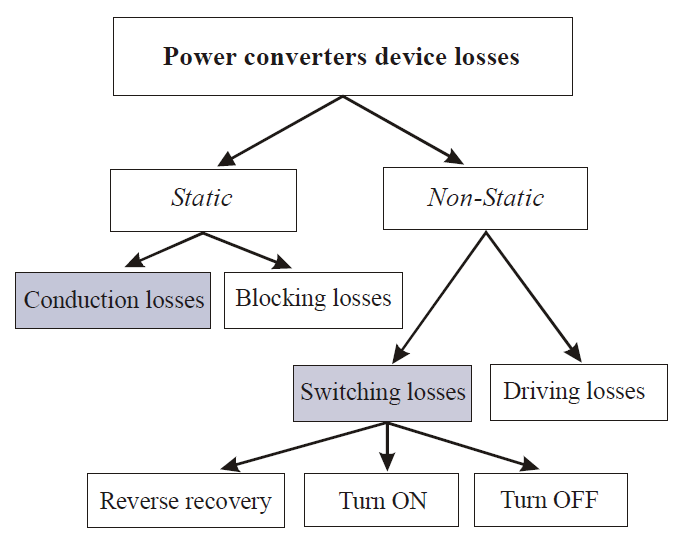 Power converters device losses
Static
Non-Static
Conduction losses
Blocking losses
Switching losses
Driving losses
Reverse recovery
Turn ON
Turn OFF